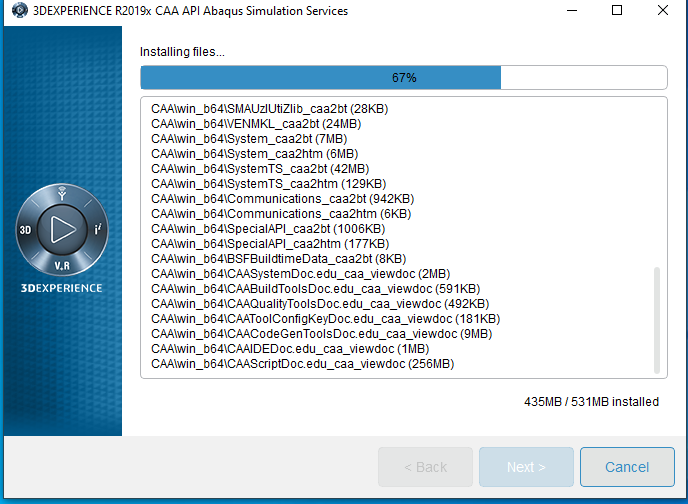 3DEXPERIENCE R2019x CAA API Abaqus Simulation Services
Installing files...
67%
CAA\win_b64\SMAUzlUtiZlib_caa2bt (28KB)
CAA\win_b64\VENMKL_caa2bt (24MB)
CAA\win_b64\System_caa2bt (7MB)
CAA\win_b64\System_caa2htm (6MB)
CAA\win_b64\SystemTS_caa2bt (42MB)
CAA\win_b64\SystemTS_caa2htm (129KB)
CAA\win_b64\Communications_caa2bt (942KB)
CAA\win_b64\Communications_caa2htm (6KB)
CAA\win_b64\SpecialAPI_caa2bt (1006KB)
CAA\win_b64\SpecialAPI_caa2htm (177KB)
CAA\win_b64\BSFBuildtimeData_caa2bt (8KB)
CAA\win_b64\CAASystemDoc.edu_caa_viewdoc (2MB)
CAA\win_b64\CAABuildToolsDoc.edu_caa_viewdoc (591KB)
CAA\win_b64\CAAQualityToolsDoc.edu_caa_viewdoc (492KB)
CAA\win_b64\CAAToolConfigKeyDoc.edu_caa_viewdoc (181KB)
CAA\win_b64\CAACodeGenToolsDoc.edu_caa_viewdoc (9MB)
CAA\win_b64\CAAIDEDoc.edu_caa_viewdoc (1MB)
CAA\win_b64\CAAScriptDoc.edu_caa_viewdoc (256MB)
3D
i²
V.R
3DEXPERIENCE
435MB / 531MB installed
< Back
Next >
Cancel